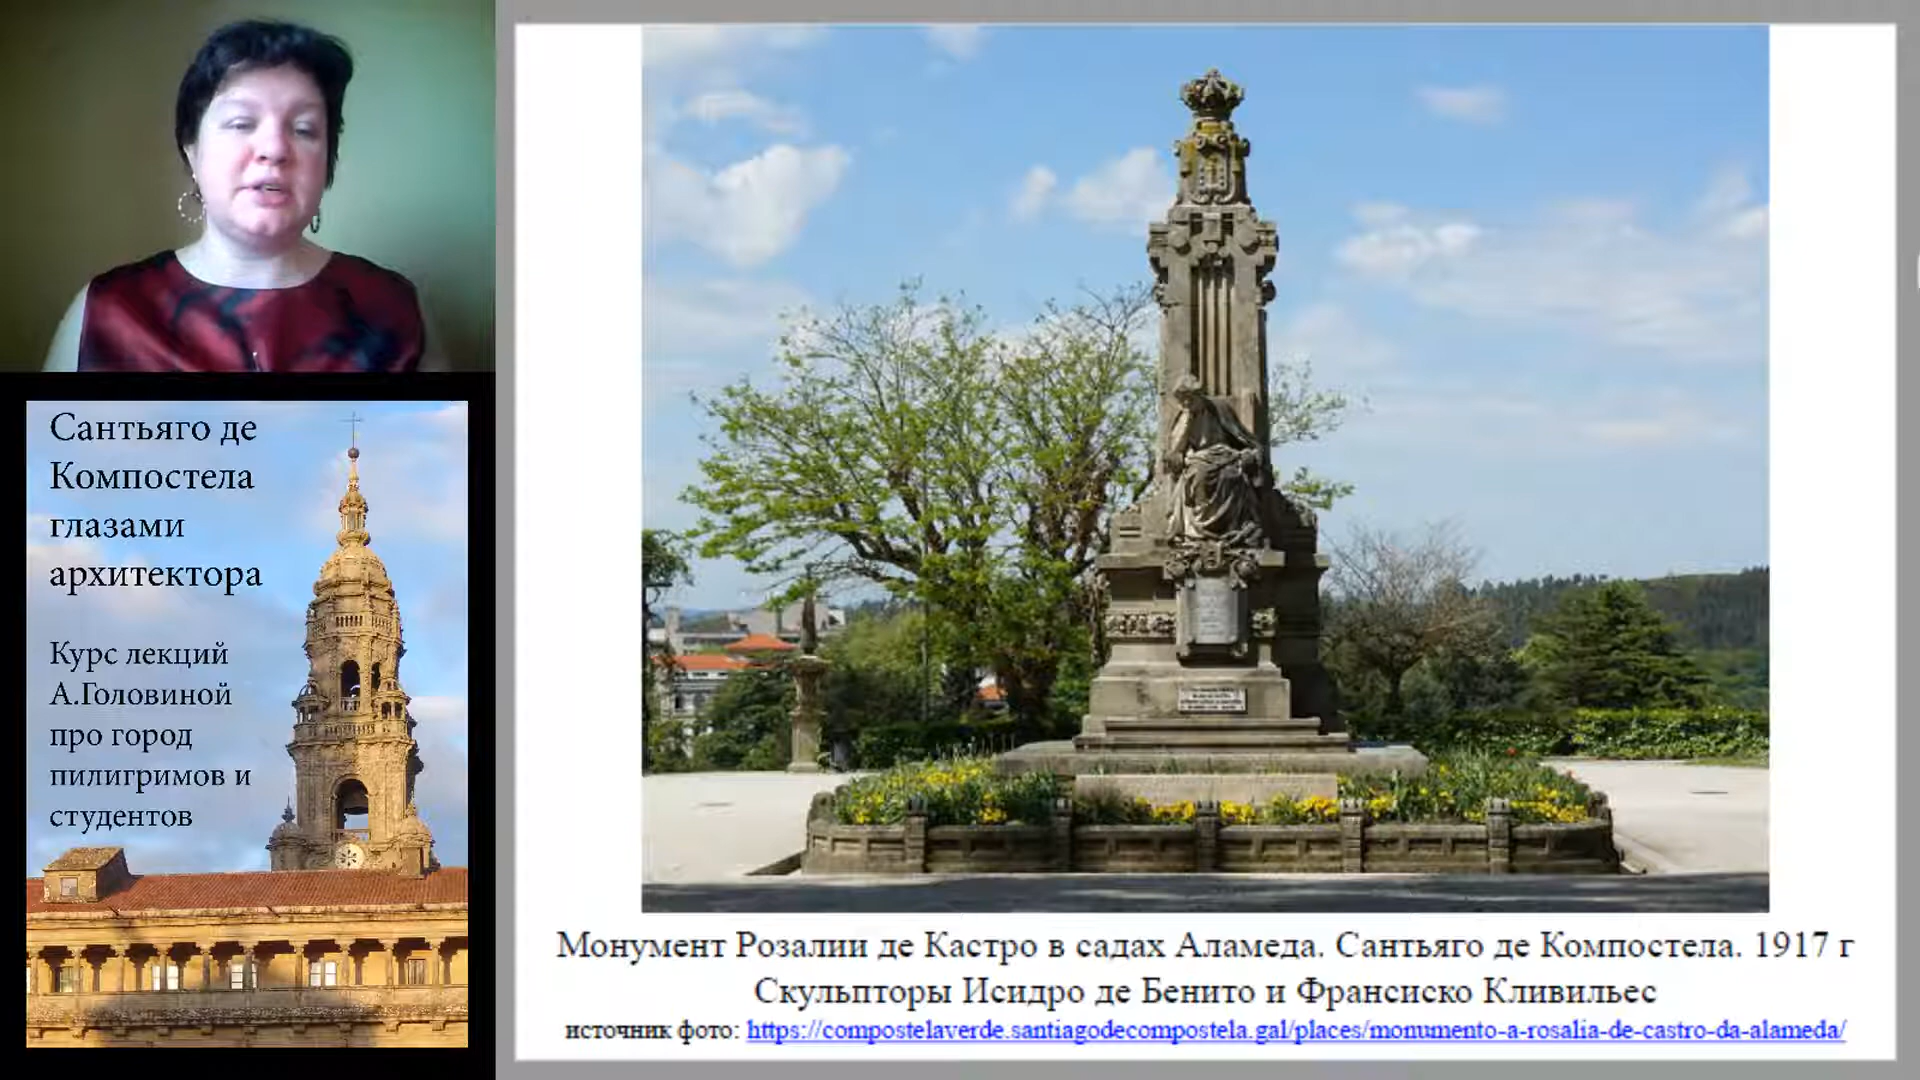 Сантьяго де
Компостела
глазами
архитектора
Курс лекций
А.Головиной
про город
пилигримов и
студентов
Монумент Розалии де Кастро в садах Аламеда. Сантьяго де Компостела. 1917 г
Скульпторы Исидро де Бенито и Франсиско Кливильес
источник фото: https://compostelaverde.santiagodecompostela.gal/places/monumento-a-rosalia-de-castro-da-alameda/